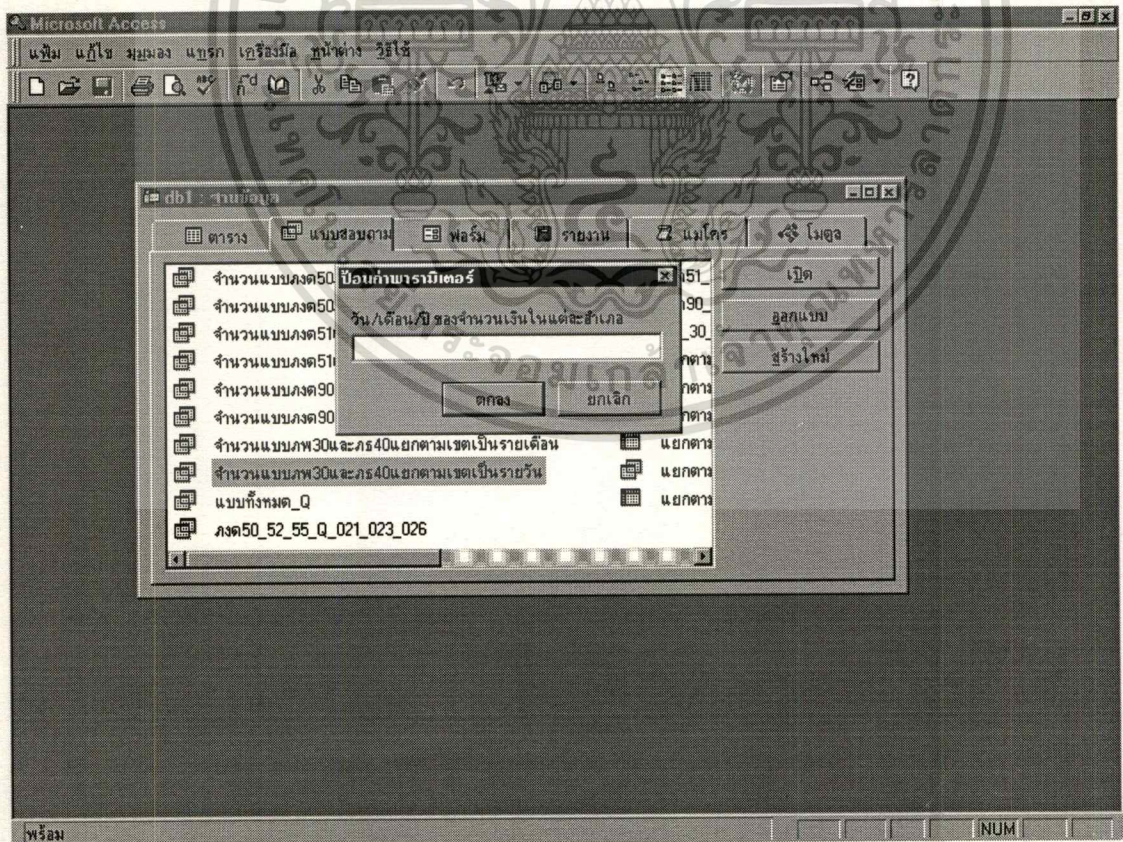 Microsoft Access
แฟ้ม แก้ไข มุมมอง แทรก เครื่องมือ หน้าต่าง วิธีใช้
db1 : ฐานข้อมูล
ตาราง แบบสอบถาม ฟอร์ม รายงาน แมโคร โมดูล
จำนวนแบบภงด50
จำนวนแบบภงด50
จำนวนแบบภงด51
จำนวนแบบภงด51
จำนวนแบบภงด90
จำนวนแบบภงด90
จำนวนแบบภพ30และภธ40แยกตามเขตเป็นรายเดือน
จำนวนแบบภพ30และภธ40แยกตามเขตเป็นรายวัน
แบบทั้งหมด_Q
ภงด50_52_55_Q_021_023_026
51_
90_
_30_
แยกตาม
แยกตาม
แยกตาม
ป้อนค่าพารามิเตอร์
วัน/เดือน/ปี ของจำนวนเงินในแต่ละอำเภอ
ตกลง ยกเลิก
เปิด
ออกแบบ
สร้างใหม่
พร้อม
NUM